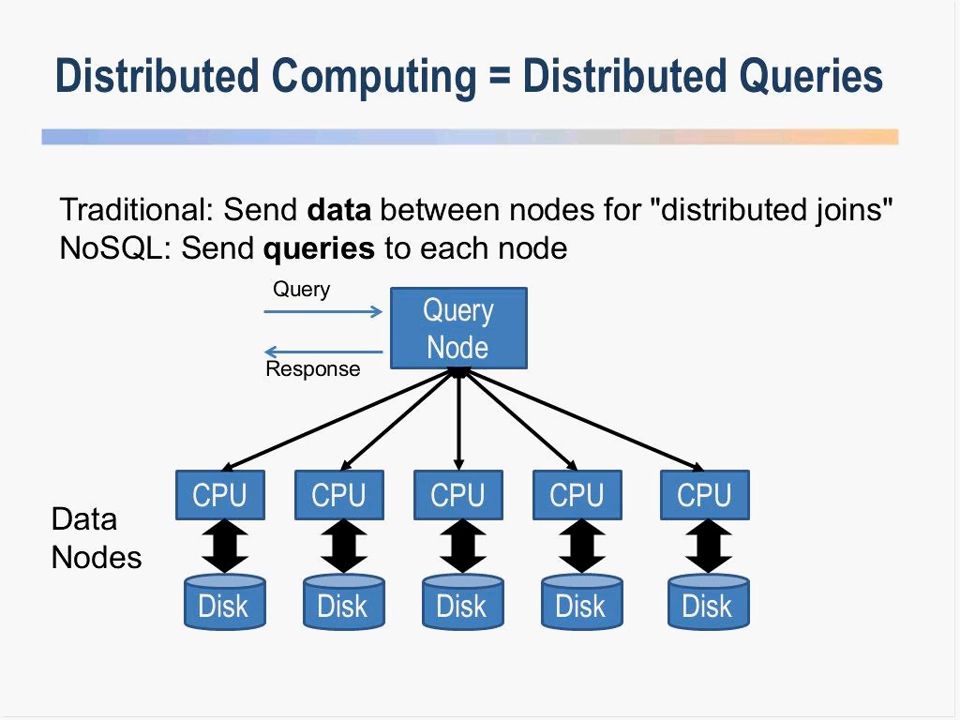 Distributed Computing = Distributed Queries
Traditional: Send data between nodes for "distributed joins"
NoSQL: Send queries to each node
Query
Response
Query
Node
CPU CPU CPU CPU CPU
Data
Nodes
Disk Disk Disk Disk Disk